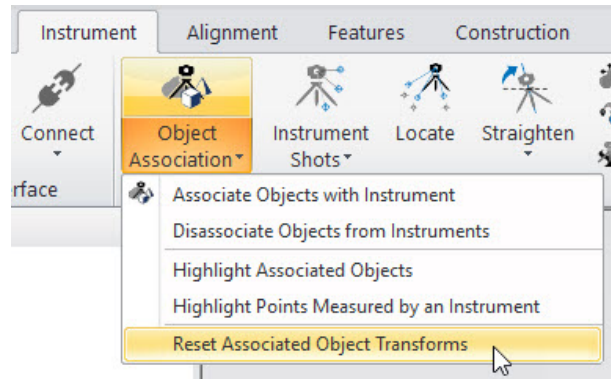 Instrument Alignment Features Construction
Connect Object Instrument Locate Straighten
Association Shots
rface
Associate Objects with Instrument
Disassociate Objects from Instruments
Highlight Associated Objects
Highlight Points Measured by an Instrument
Reset Associated Object Transforms